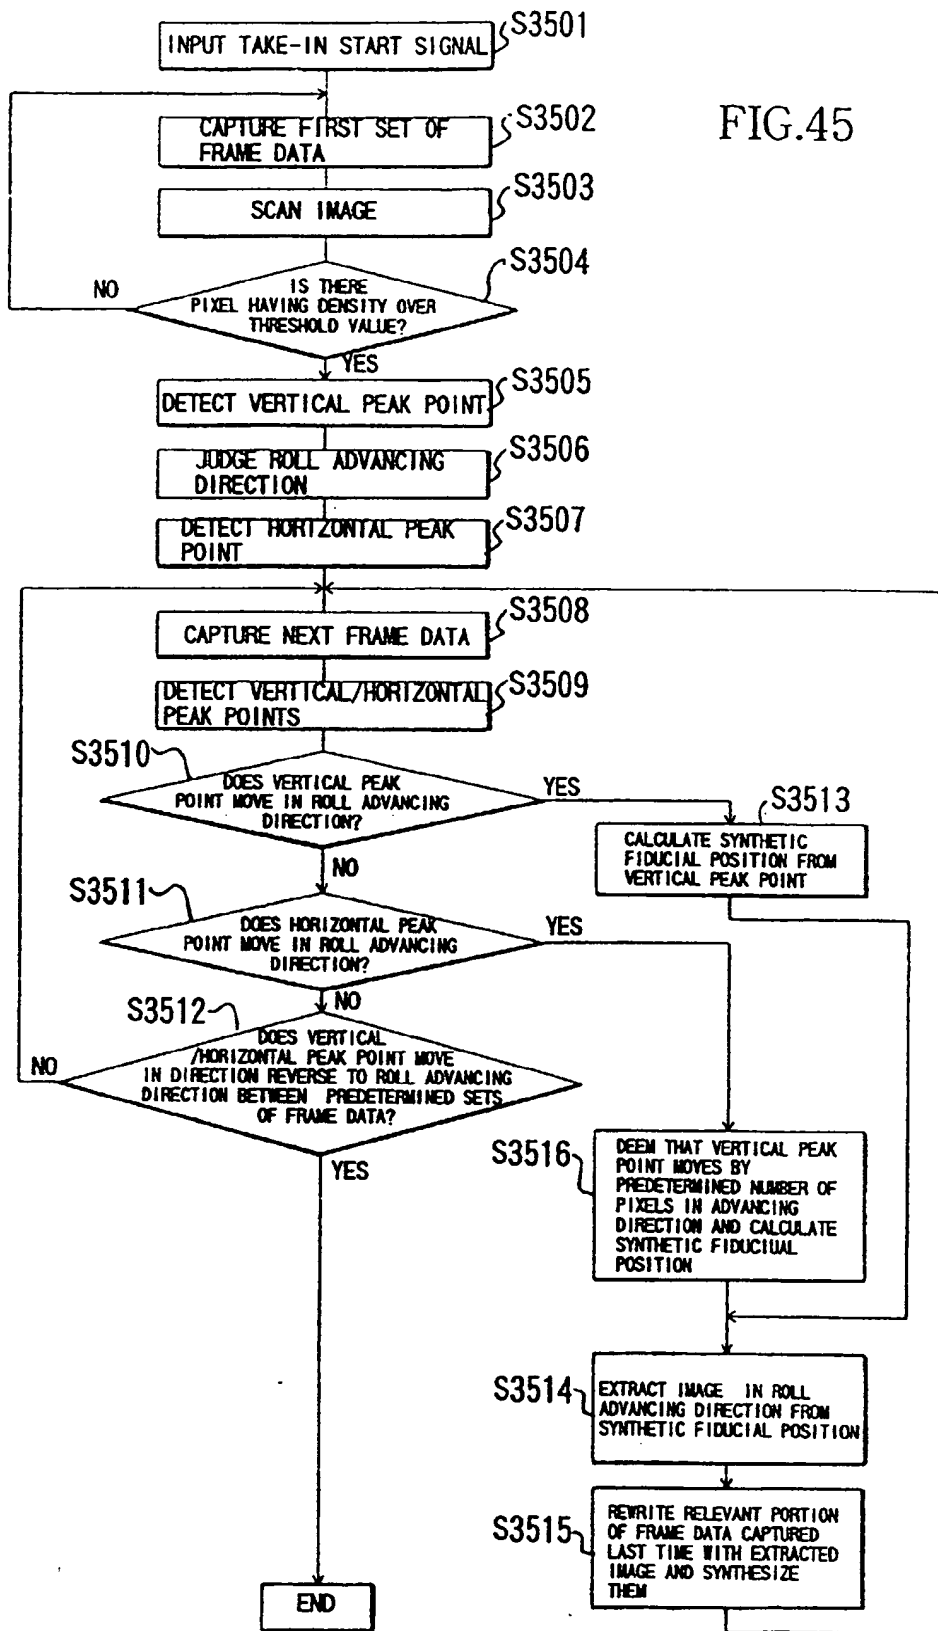 S3501
INPUT TAKE-IN START SIGNAL
FIG.45
S3502
CAPTURE FIRST SET OF
FRAME DATA
S3503
SCAN IMAGE
S3504
IS THERE
PIXEL HAVING DENSITY OVER
THRESHOLD VALUE?
NO
YES
S3505
DETECT VERTICAL PEAK POINT
S3506
JUDGE ROLL ADVANCING
DIRECTION
S3507
DETECT HORIZONTAL PEAK
POINT
S3508
CAPTURE NEXT FRAME DATA
S3509
DETECT VERTICAL/HORIZONTAL
PEAK POINTS
S3510
DOES VERTICAL PEAK
POINT MOVE IN ROLL ADVANCING
DIRECTION?
YES
NO
S3513
CALCULATE SYNTHETIC
FIDUCIAL POSITION FROM
VERTICAL PEAK POINT
S3511
DOES HORIZONTAL PEAK
POINT MOVE IN ROLL ADVANCING
DIRECTION?
YES
NO
S3512
DOES VERTICAL
/HORIZONTAL PEAK POINT MOVE
IN DIRECTION REVERSE TO ROLL ADVANCING
DIRECTION BETWEEN PREDETERMINED SETS
OF FRAME DATA?
NO
YES
S3516
DEEM THAT VERTICAL PEAK
POINT MOVES BY
PREDETERMINED NUMBER OF
PIXELS IN ADVANCING
DIRECTION AND CALCULATE
SYNTHETIC FIDUCIUAL
POSITION
S3514
EXTRACT IMAGE IN ROLL
ADVANCING DIRECTION FROM
SYNTHETIC FIDUCIAL POSITION
S3515
REWRITE RELEVANT PORTION
OF FRAME DATA CAPTURED
LAST TIME WITH EXTRACTED
IMAGE AND SYNTHESIZE
THEM
END